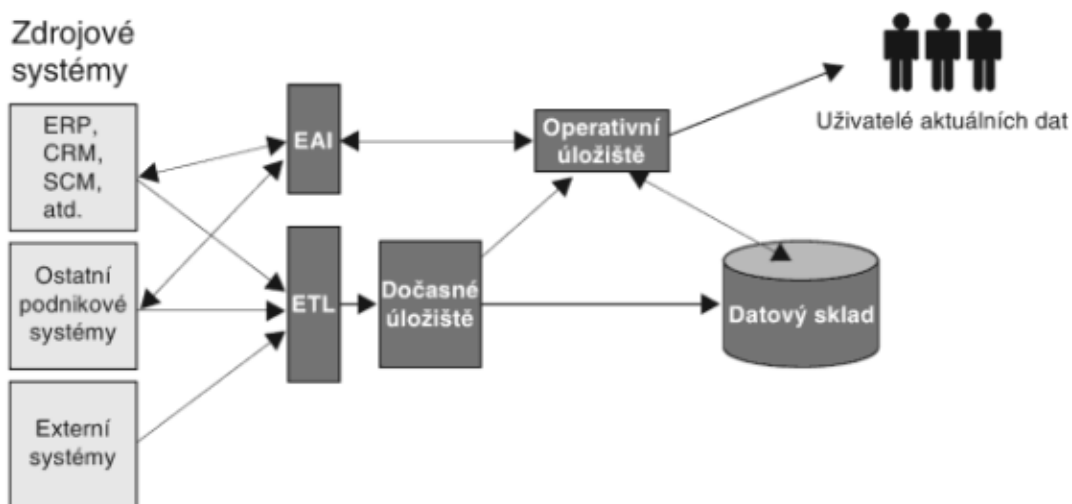 Zdrojové
systémy
ERP,
CRM,
SCM,
atd.
Ostatní
podnikové
systémy
Externí
systémy
EAI
ETL
Dočasné
úložiště
Operativní
úložiště
Datový sklad
Uživatelé aktuálních dat